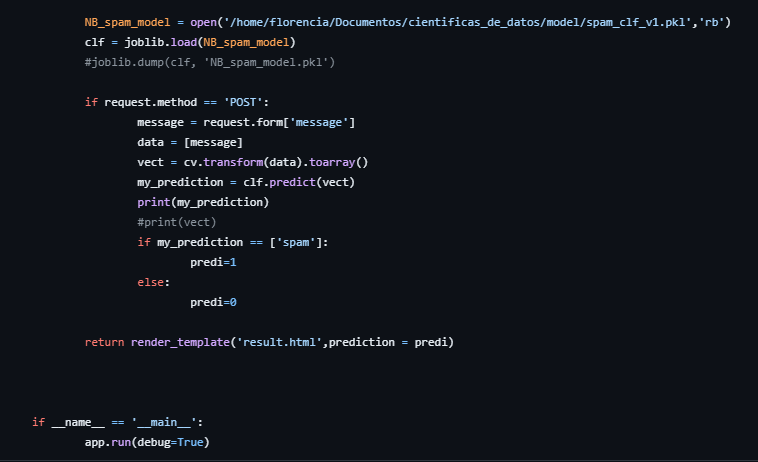 NB_spam_model = open('/home/florencia/Documentos/cientificas_de_datos/model/spam_clf_v1.pkl','rb')
clf = joblib.load(NB_spam_model)
#joblib.dump(clf, 'NB_spam_model.pkl')
if request.method == 'POST':
message = request.form['message']
data = [message]
vect = cv.transform(data).toarray()
my_prediction = clf.predict(vect)
print(my_prediction)
#print(vect)
if my_prediction == ['spam']:
predi=1
else:
predi=0
return render_template('result.html',prediction = predi)
if __name__ == '__main__':
app.run(debug=True)